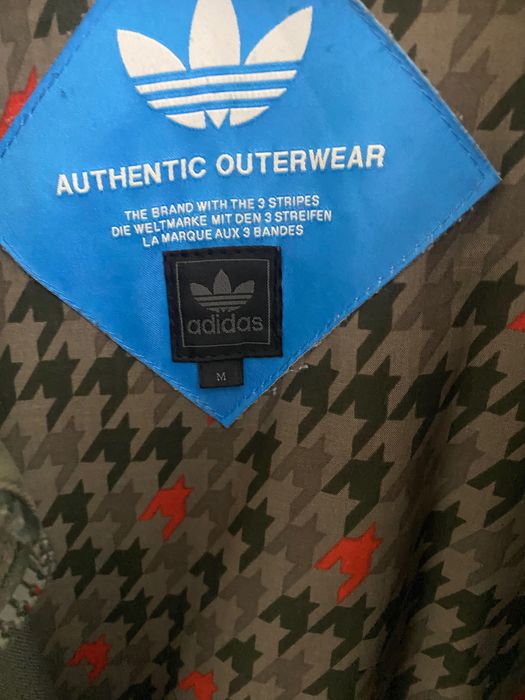 AUTHENTIC OUTERWEAR
THE BRAND WITH THE 3 STRIPES
DIE WELTMARKE MIT DEN 3 STREIFEN
LA MARQUE AUX 3 BANDES
adidas
M